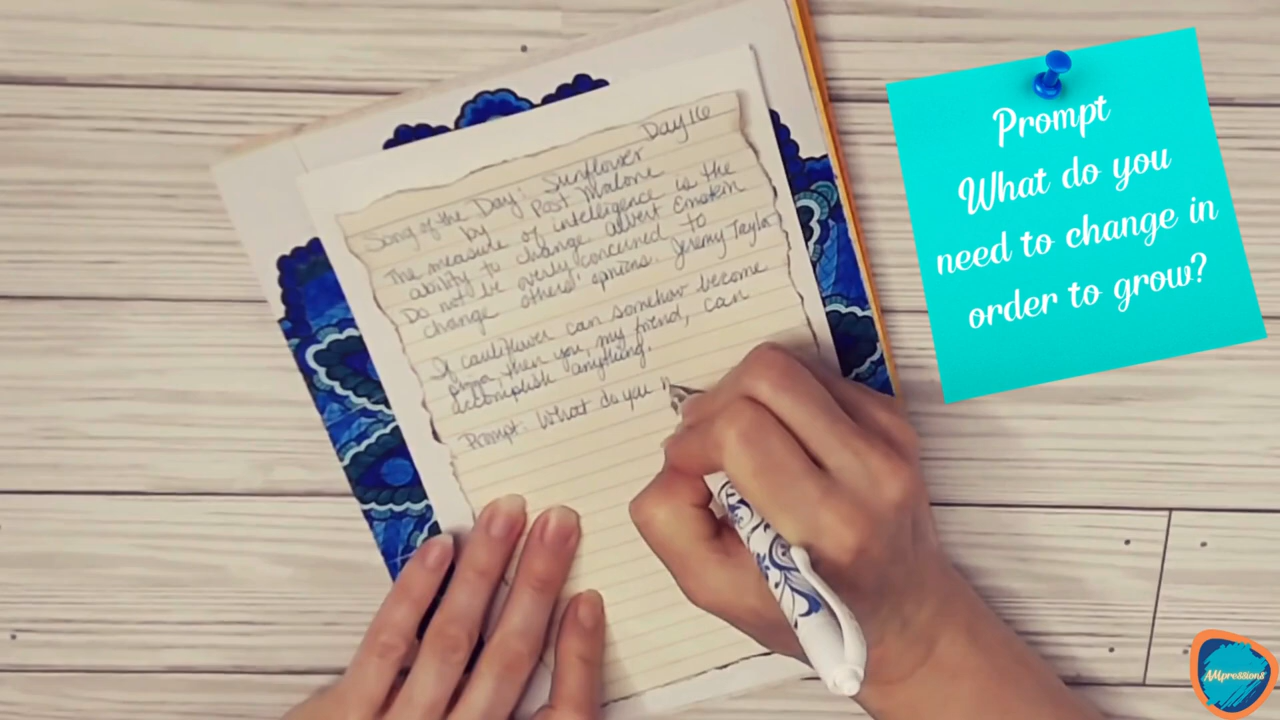 Day 16
Song of the Day: Sunflower
by Post Malone
The measure of intelligence is the
ability to change Albert Einstein
Do not be overly concerned to
change others' opinions. Jeremy Taylor
If cauliflower can somehow become
pizza, then you, my friend, can
accomplish anything.
Prompt: What do you n
Prompt
What do you
need to change in
order to grow?
AMpressions